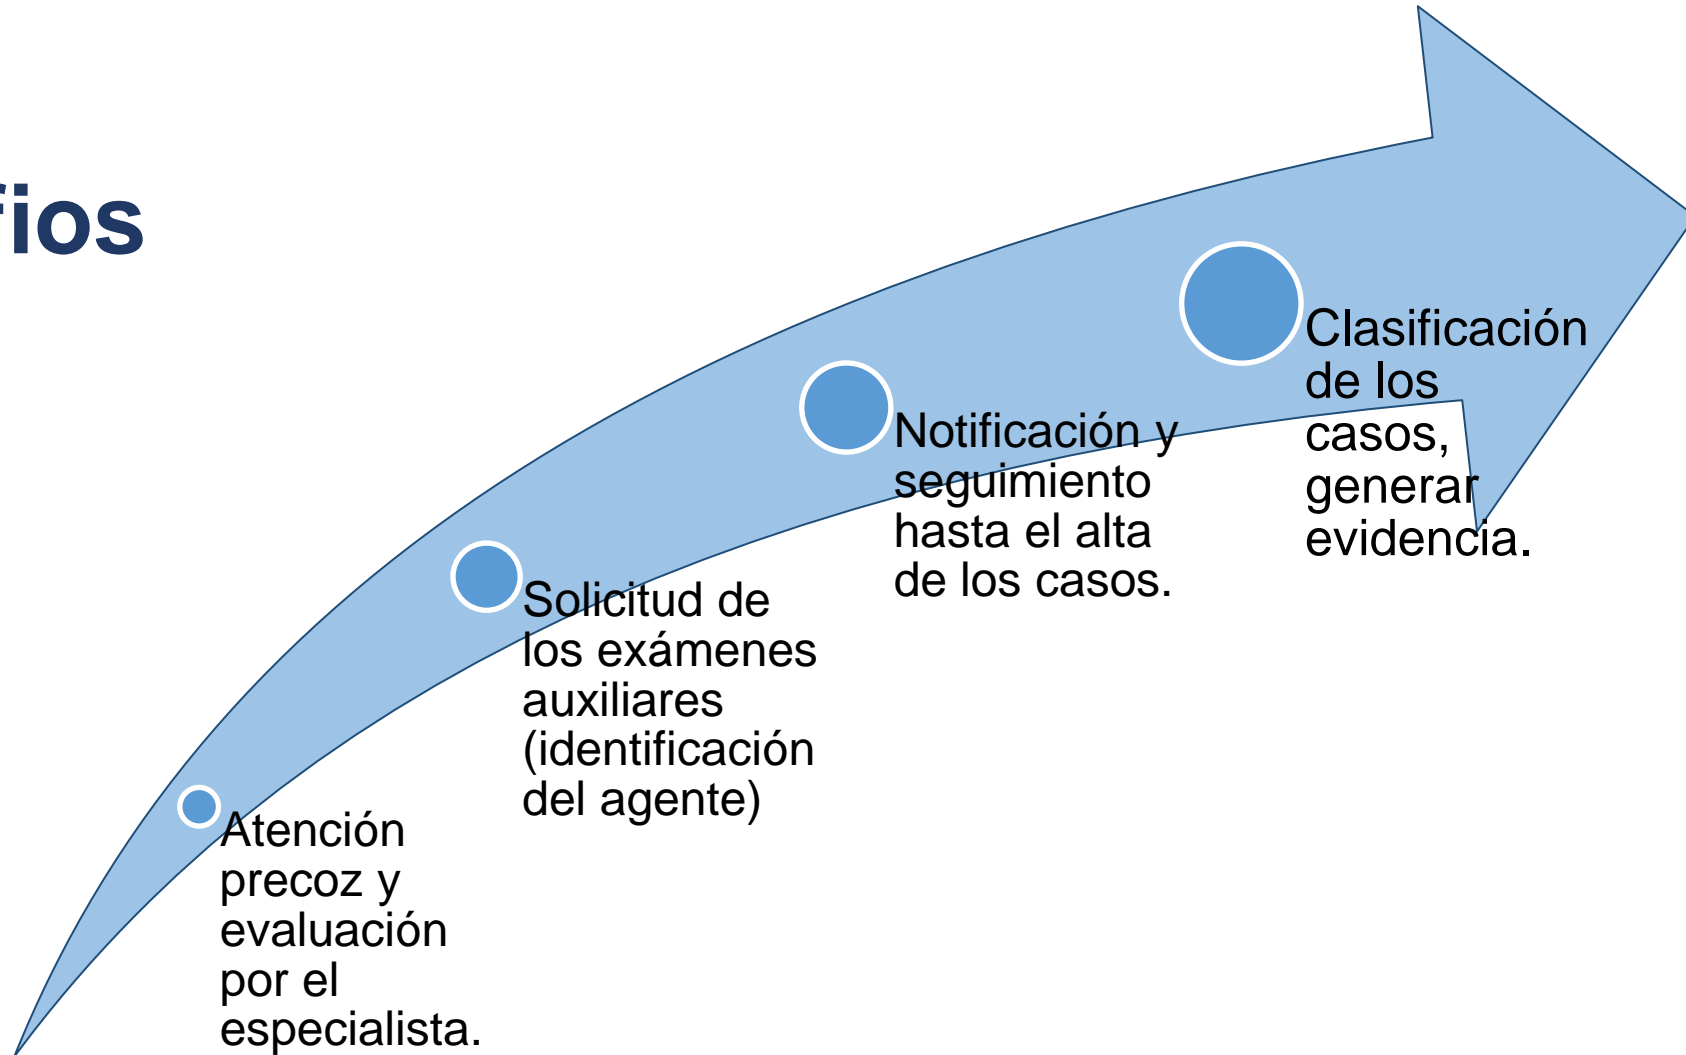 fios
Clasificación
de los
casos,
generar
evidencia.
Notificación y
seguimiento
hasta el alta
de los casos.
Solicitud de
los exámenes
auxiliares
(identificación
del agente)
Atención
precoz y
evaluación
por el
especialista.